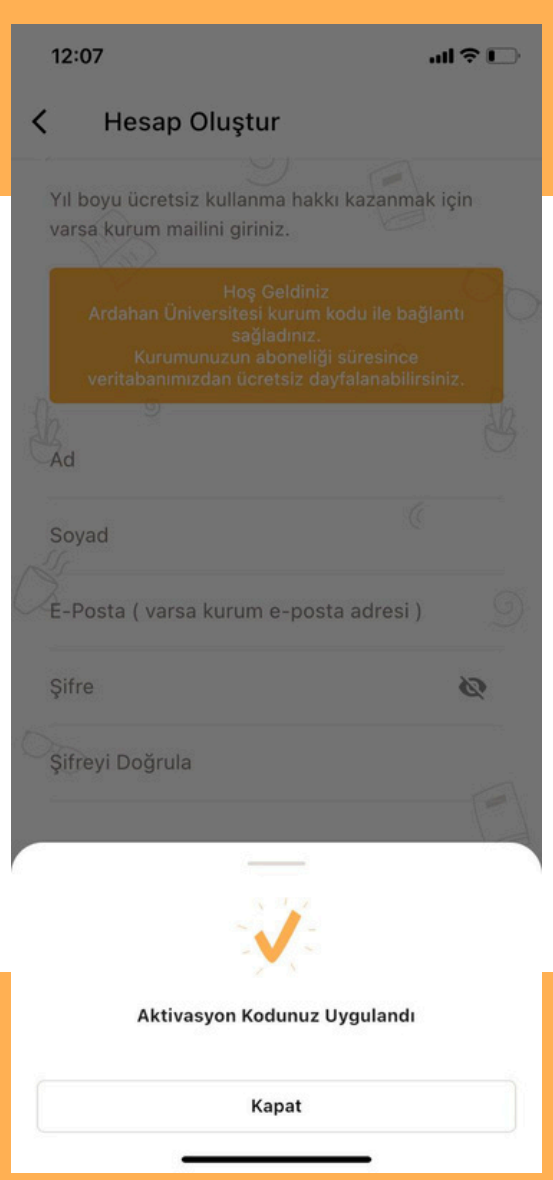 12:07
Hesap Oluştur
Yıl boyu ücretsiz kullanma hakkı kazanmak için
varsa kurum mailini giriniz.
Hoş Geldiniz
Ardahan Üniversitesi kurum kodu ile bağlantı
sağladınız.
Kurumunuzun aboneliği süresince
veritabanımızdan ücretsiz dayfalanabilirsiniz.
Ad
Soyad
E-Posta ( varsa kurum e-posta adresi )
Şifre
Şifreyi Doğrula
Aktivasyon Kodunuz Uygulandı
Kapat